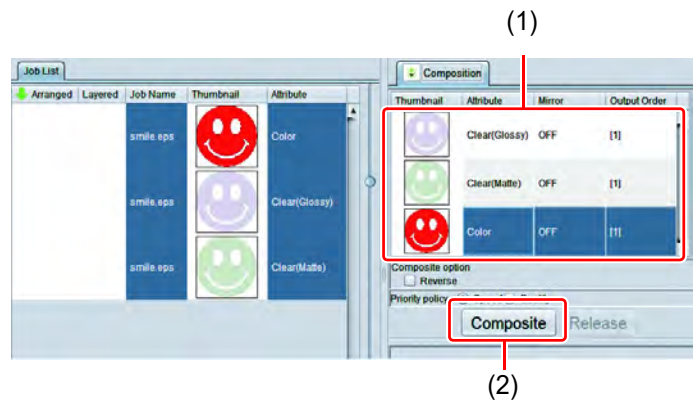 (1)
Job List
Composition
Arranged Layered Job Name Thumbnail Attribute
Thumbnail Attribute Mirror Output Order
smile.eps Color
Clear(Glossy) OFF [1]
smile.eps Clear(Glossy)
Clear(Matte) OFF [1]
smile.eps Clear(Matte)
Color OFF [1]
Composite option
Reverse
Priority policy
Composite Release
(2)